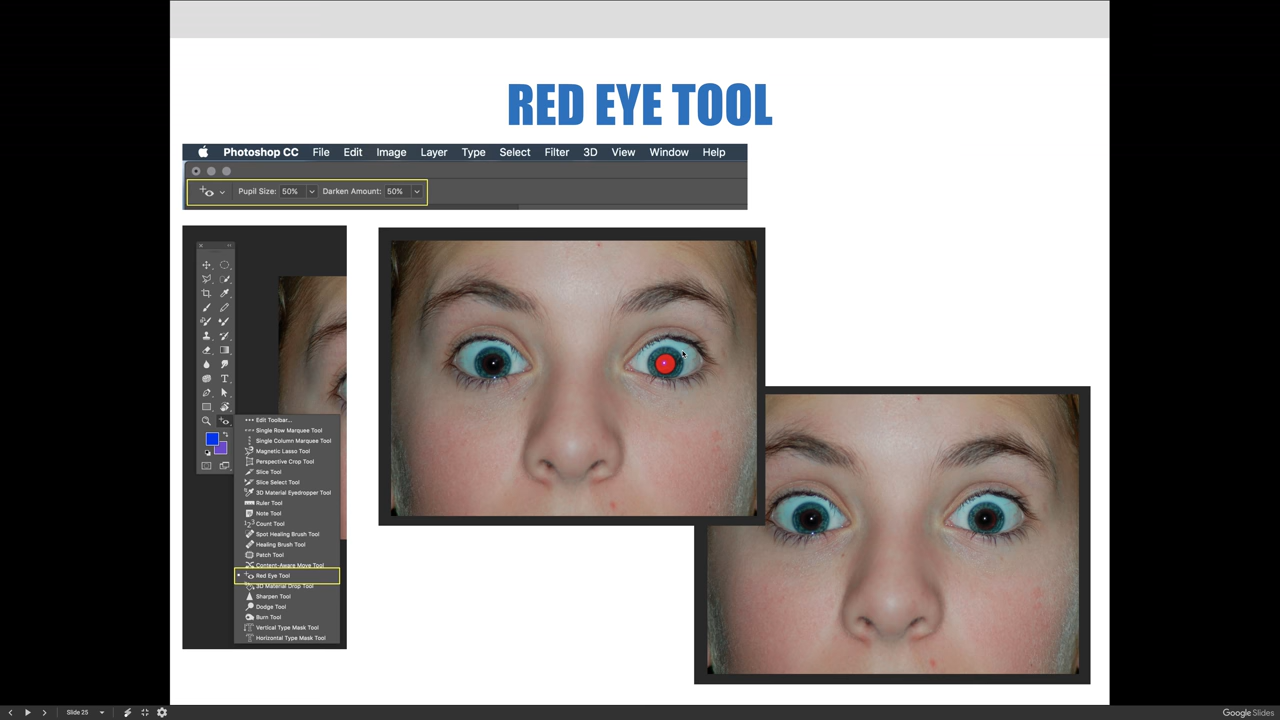 RED EYE TOOL
Photoshop CC File Edit Image Layer Type Select Filter 3D View Window Help
Pupil Size: 50% Darken Amount: 50%
Edit Toolbar...
Single Row Marquee Tool
Single Column Marquee Tool
Magnetic Lasso Tool
Perspective Crop Tool
Slice Tool
Slice Select Tool
3D Material Eyedropper Tool
Ruler Tool
Note Tool
Count Tool
Spot Healing Brush Tool
Healing Brush Tool
Patch Tool
Content-Aware Move Tool
Red Eye Tool
3D Material Drop Tool
Sharpen Tool
Dodge Tool
Burn Tool
Vertical Type Mask Tool
Horizontal Type Mask Tool
Slide 25
Google Slides